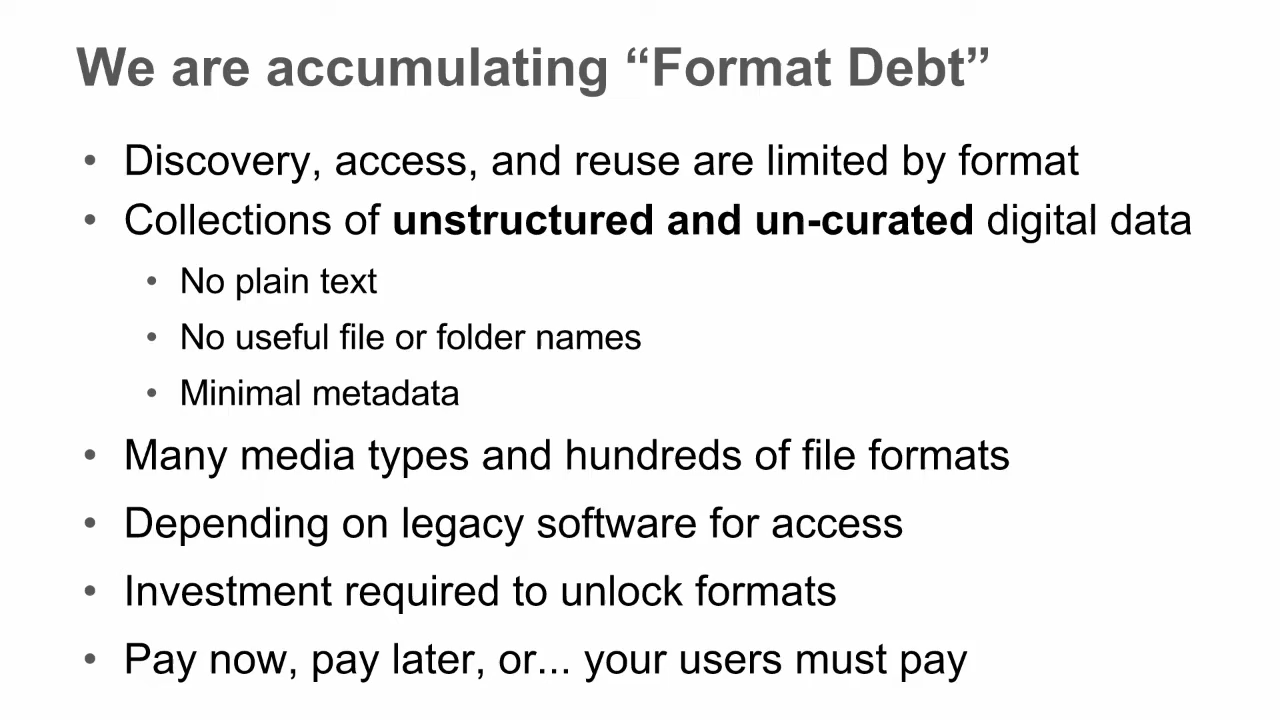 We are accumulating “Format Debt”
• Discovery, access, and reuse are limited by format
• Collections of unstructured and un-curated digital data
• No plain text
• No useful file or folder names
• Minimal metadata
• Many media types and hundreds of file formats
• Depending on legacy software for access
• Investment required to unlock formats
• Pay now, pay later, or... your users must pay